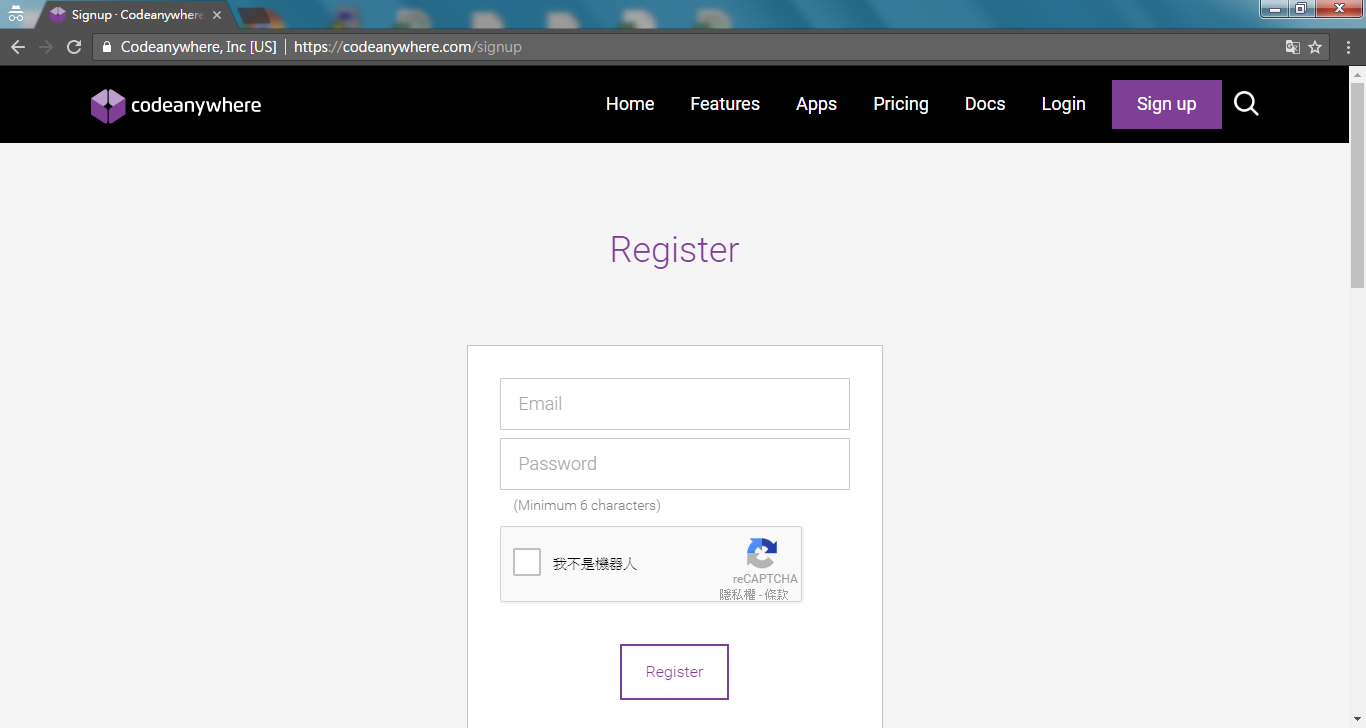 Signup · Codeanywhere
Codeanywhere, Inc [US] | https://codeanywhere.com/signup
codeanywhere
Home Features Apps Pricing Docs Login Sign up
Register
Email
Password
(Minimum 6 characters)
我不是機器人
reCAPTCHA
隱私權 - 條款
Register